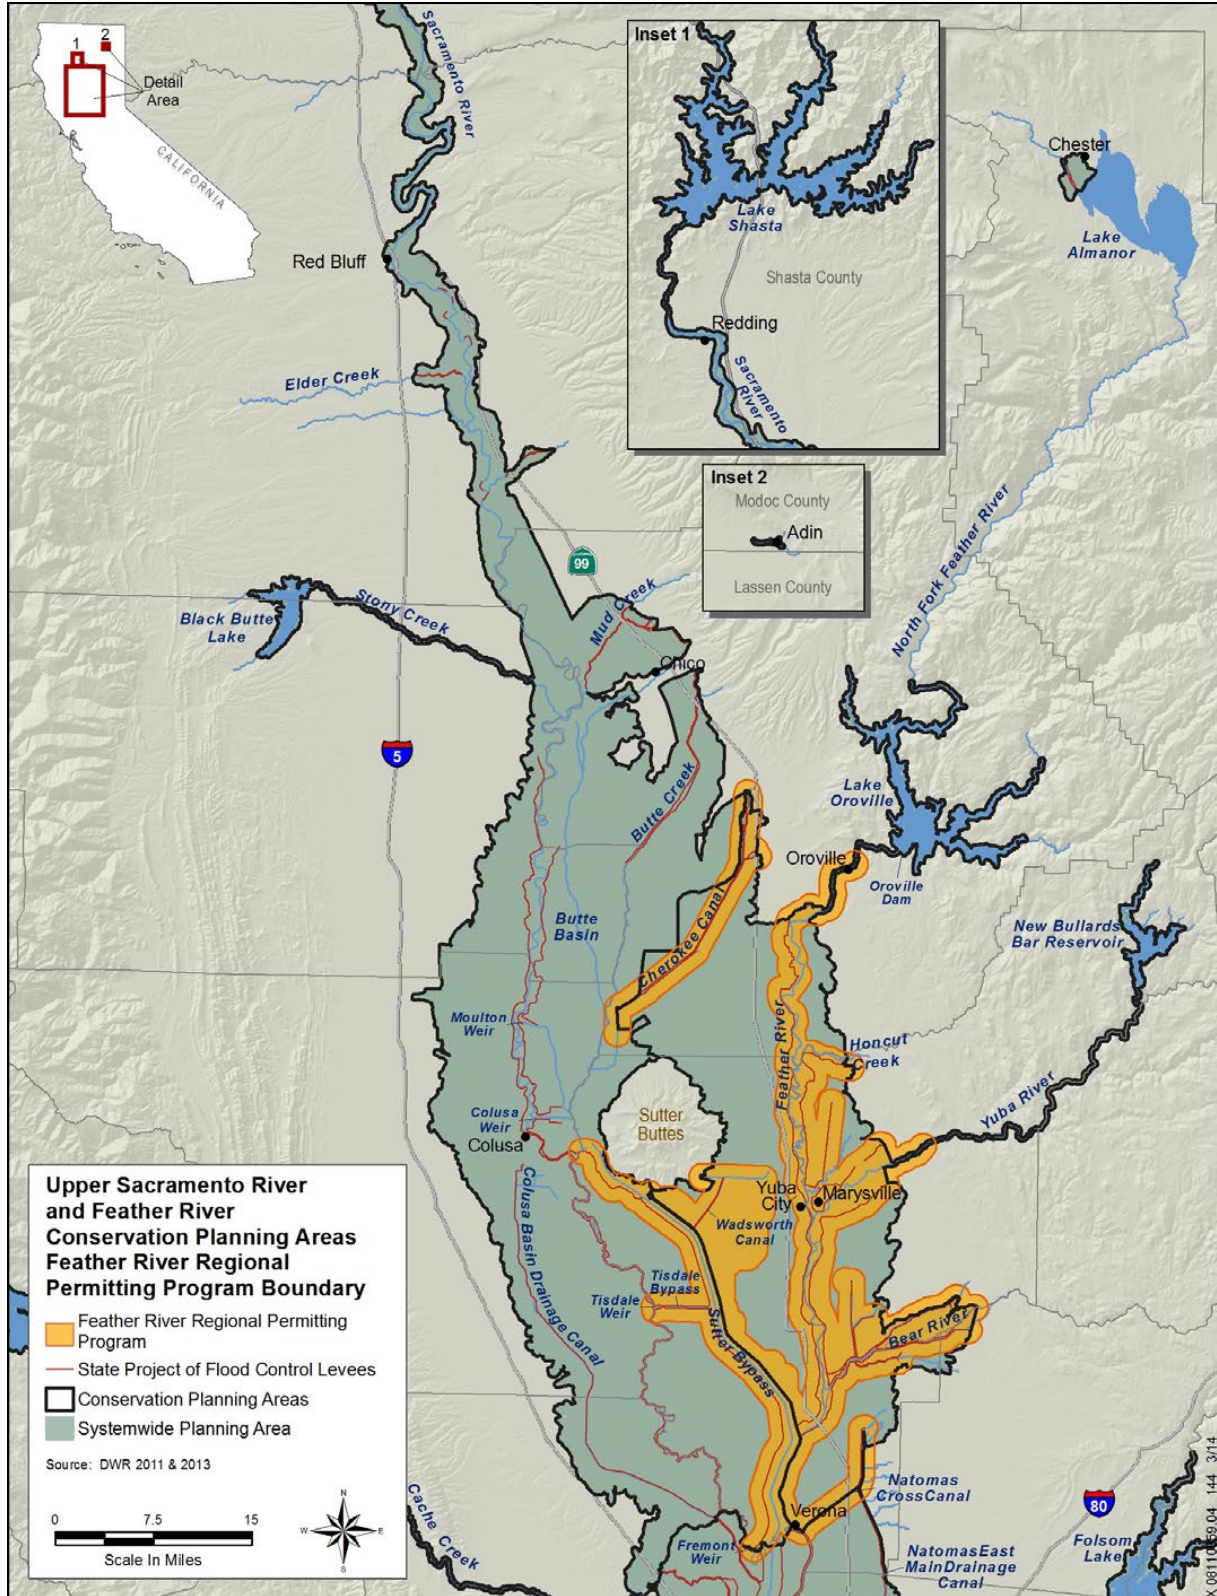 1
2
Detail
Area
CALIFORNIA
Sacramento River
Inset 1
Lake
Shasta
Shasta County
Redding
Sacramento
River
Chester
Lake
Almanor
Red Bluff
Elder Creek
Inset 2
Modoc County
Adin
Lassen County
North Fork Feather River
99
Mud Creek
Stony Creek
Black Butte
Lake
Chico
5
Butte Creek
Lake
Oroville
Oroville
Oroville
Dam
Cherokee Canal
Butte
Basin
New Bullards
Bar Reservoir
Moulton
Weir
Feather River
Honcut
Creek
Yuba River
Colusa
Weir
Colusa
Sutter
Buttes
Yuba
City
Marysville
Wadsworth
Canal
Colusa Basin Drainage Canal
Tisdale
Bypass
Tisdale
Weir
Sutter Bypass
Bear River
Upper Sacramento River
and Feather River
Conservation Planning Areas
Feather River Regional
Permitting Program Boundary
Feather River Regional Permitting
Program
State Project of Flood Control Levees
Conservation Planning Areas
Systemwide Planning Area
Source: DWR 2011 & 2013
0 7.5 15
Scale In Miles
N
W E
S
Cache Creek
Natomas
CrossCanal
Verona
Fremont
Weir
NatomasEast
MainDrainage
Canal
80
Folsom
Lake
08110059.04 144 3/14